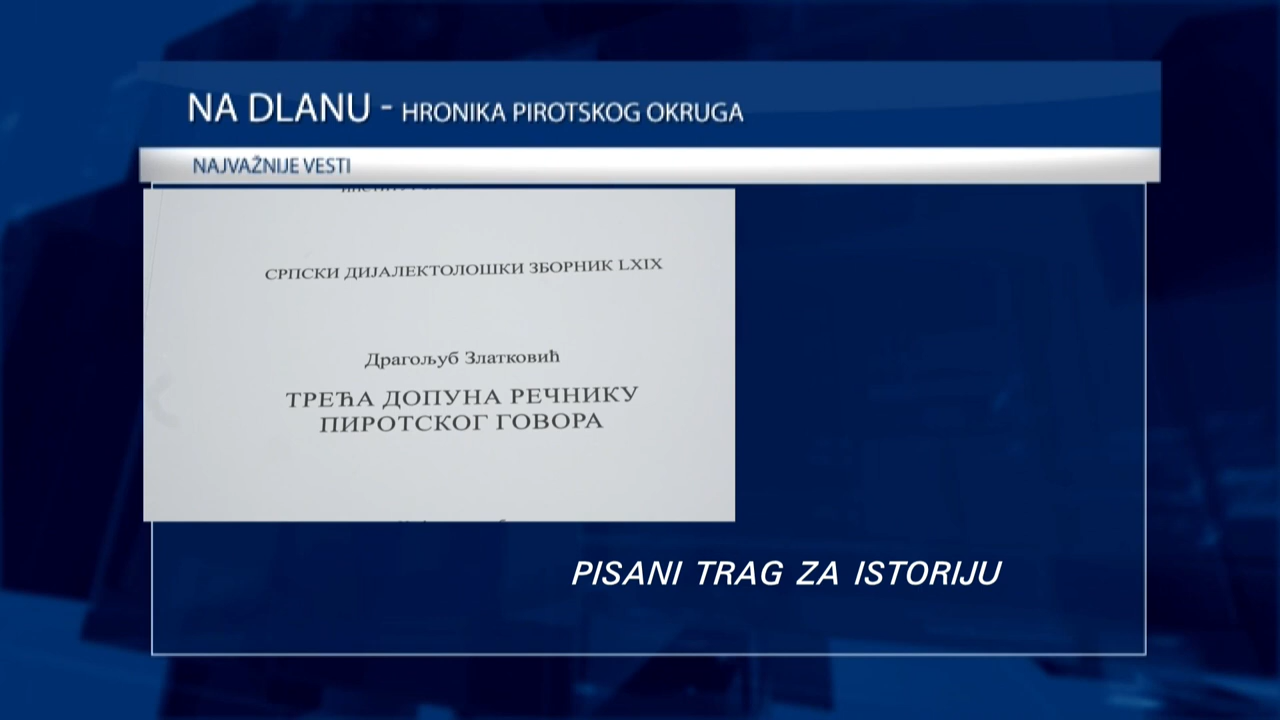 NA DLANU - HRONIKA PIROTSKOG OKRUGA
NAJVAŽNIJE VESTI
СРПСКИ ДИЈАЛЕКТОЛОШКИ ЗБОРНИК LXIX
Драгољуб Златковић
ТРЕЋА ДОПУНА РЕЧНИКУ
ПИРОТСКОГ ГОВОРА
PISANI TRAG ZA ISTORIJU